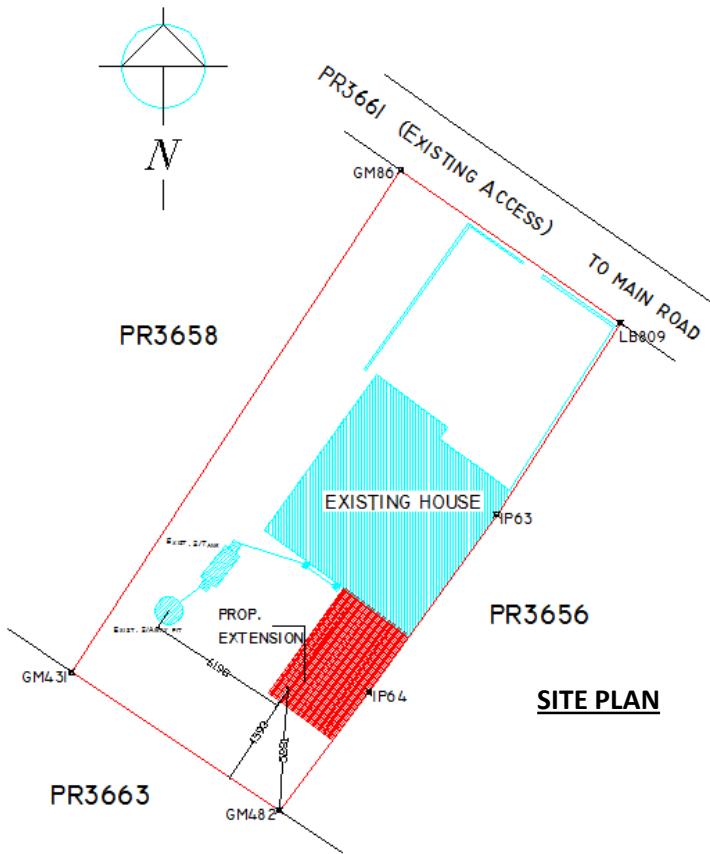 N
PR3661 (EXISTING ACCESS) TO MAIN ROAD
GM86
PR3658
LB809
EXISTING HOUSE
IP63
EXIST. S/TANK
PROP.
EXTENSION
PR3656
EXIST. S/AWAY PIT
6198
GM431
IP64
SITE PLAN
4593
PR3663
GM482